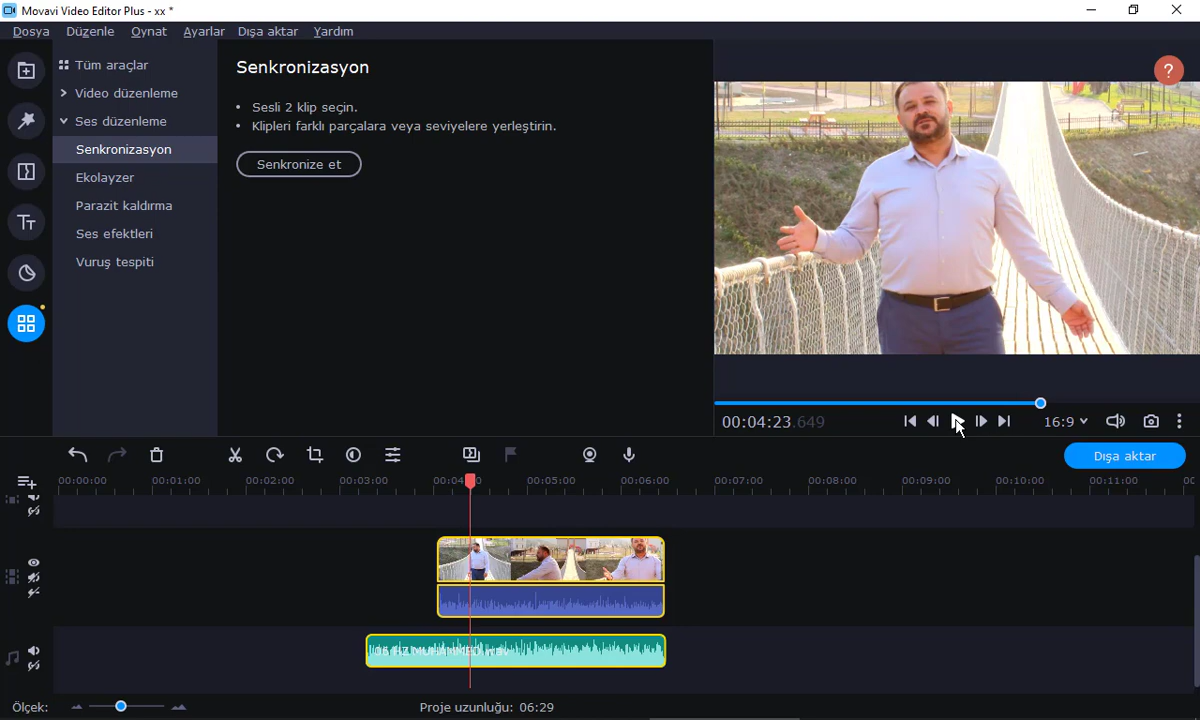 Movavi Video Editor Plus - xx *
Dosya Düzenle Oynat Ayarlar Dışa aktar Yardım
Tüm araçlar
Video düzenleme
Ses düzenleme
Senkronizasyon
Ekolayzer
Parazit kaldırma
Ses efektleri
Vuruş tespiti
Senkronizasyon
• Sesli 2 klip seçin.
• Klipleri farklı parçalara veya seviyelere yerleştirin.
Senkronize et
?
00:04:23.649
16:9
Dışa aktar
00:00:00 00:01:00 00:02:00 00:03:00 00:05:00 00:06:00 00:07:00 00:08:00 00:09:00 00:10:00 00:11:00
HZ MUHAMMED.wav
Ölçek:
Proje uzunluğu: 06:29